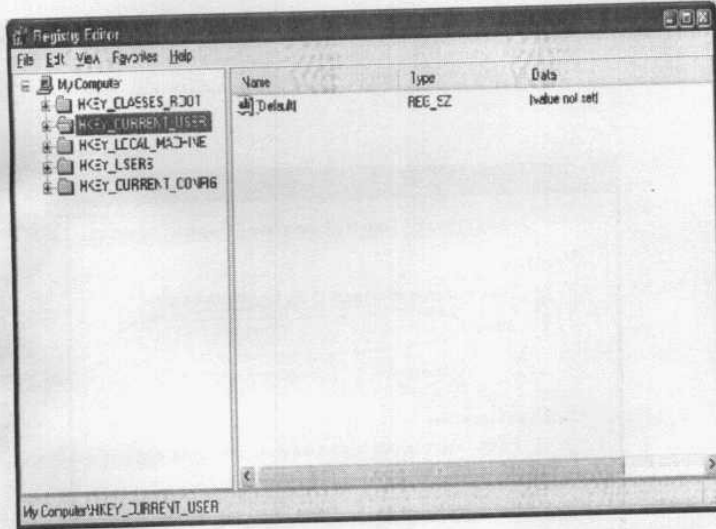 Registry Editor
File Edit View Favorites Help
My Computer
HKEY_CLASSES_ROOT
HKEY_CURRENT_USER
HKEY_LOCAL_MACHINE
HKEY_USERS
HKEY_CURRENT_CONFIG
Name Type Data
ab (Default) REG_SZ (value not set)
My Computer\HKEY_CURRENT_USER